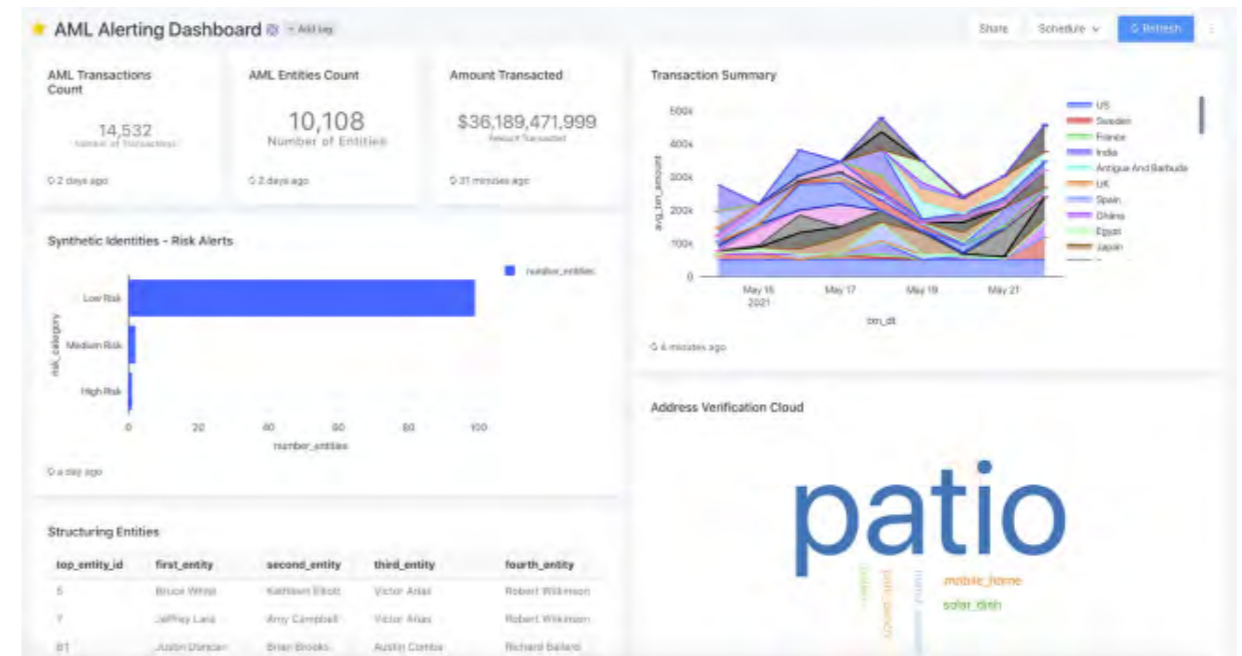 AML Alerting Dashboard
Share
Schedule
Refresh
AML Transactions
Count
14,532
Number of Transactions
2 days ago
AML Entities Count
10,108
Number of Entities
2 days ago
Amount Transacted
$36,189,471,999
Amount Transacted
31 minutes ago
Transaction Summary
500k
400k
300k
200k
100k
0
avg_txn_amount
May 15
2021
May 17
May 19
May 21
txn_dt
US
Sweden
France
India
Antigue And Barbuda
UK
Spain
Ghana
Egypt
Japan
minutes ago
Synthetic Identities - Risk Alerts
number_entities
risk_category
Low Risk
Medium Risk
High Risk
0 20 40 60 80 100
number_entities
a day ago
Address Verification Cloud
patio
mobile_home
solar_dish
Structuring Entities
top_entity_id first_entity second_entity third_entity fourth_entity
5 Bruce White Kathleen Elliott Victor Arias Robert Wilkinson
7 Jeffrey Lara Amy Campbell Victor Arias Robert Wilkinson
81 Justin Duncan Brian Brooks Austin Combs Richard Ballard